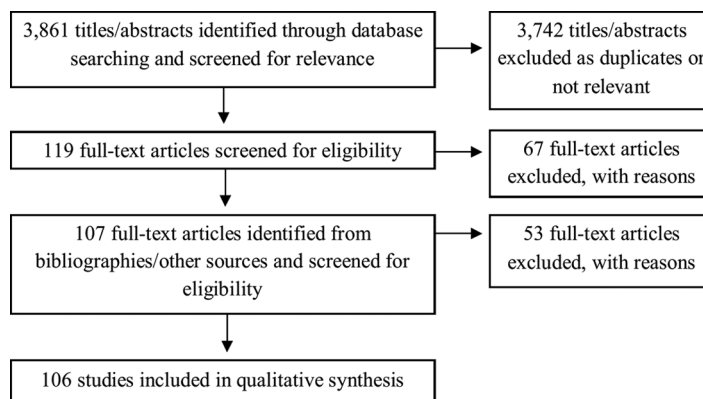 3,861 titles/abstracts identified through database
searching and screened for relevance
3,742 titles/abstracts
excluded as duplicates or
not relevant
119 full-text articles screened for eligibility
67 full-text articles
excluded, with reasons
107 full-text articles identified from
bibliographies/other sources and screened for
eligibility
53 full-text articles
excluded, with reasons
106 studies included in qualitative synthesis